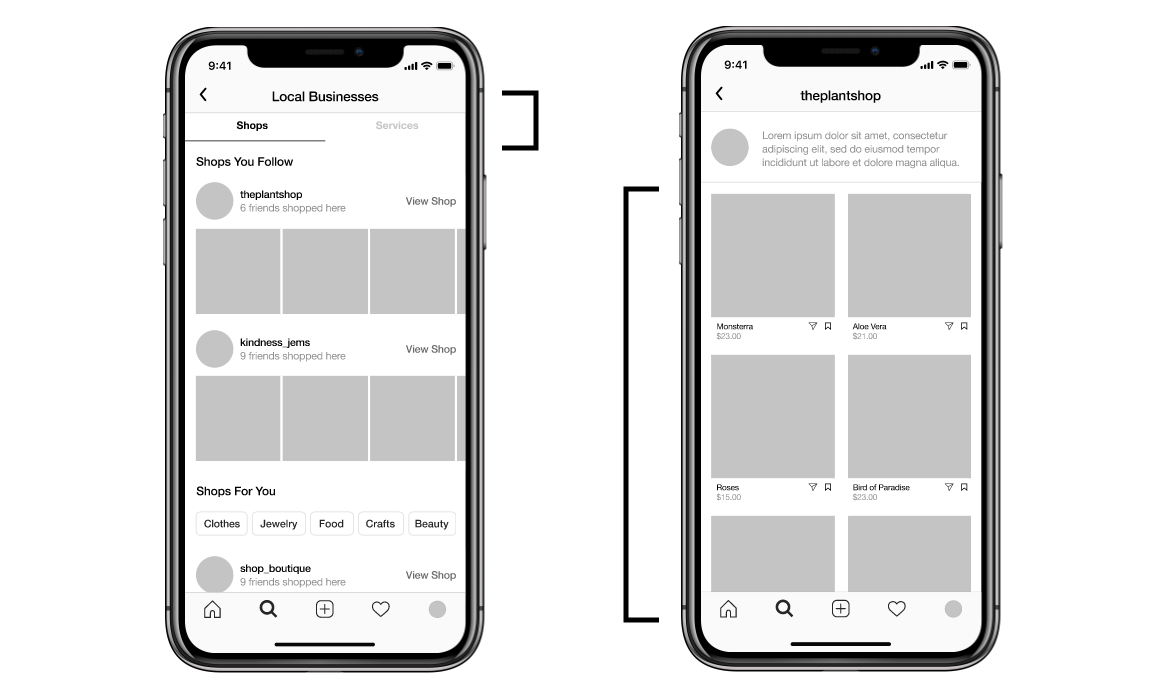 9:41
Local Businesses
Shops Services
Shops You Follow
theplantshop
6 friends shopped here
View Shop
kindness_jems
9 friends shopped here
View Shop
Shops For You
Clothes Jewelry Food Crafts Beauty
shop_boutique
9 friends shopped here
View Shop
9:41
theplantshop
Lorem ipsum dolor sit amet, consectetur
adipiscing elit, sed do eiusmod tempor
incididunt ut labore et dolore magna aliqua.
Monsterra
$23.00
Aloe Vera
$21.00
Roses
$15.00
Bird of Paradise
$23.00